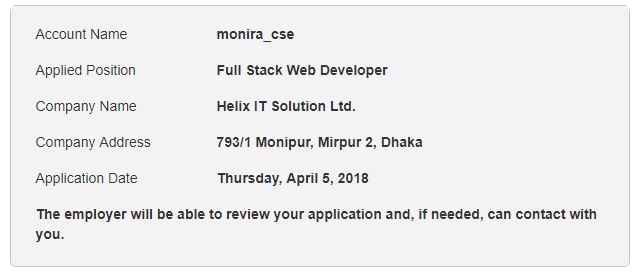 Account Name monira_cse
Applied Position Full Stack Web Developer
Company Name Helix IT Solution Ltd.
Company Address 793/1 Monipur, Mirpur 2, Dhaka
Application Date Thursday, April 5, 2018
The employer will be able to review your application and, if needed, can contact with
you.